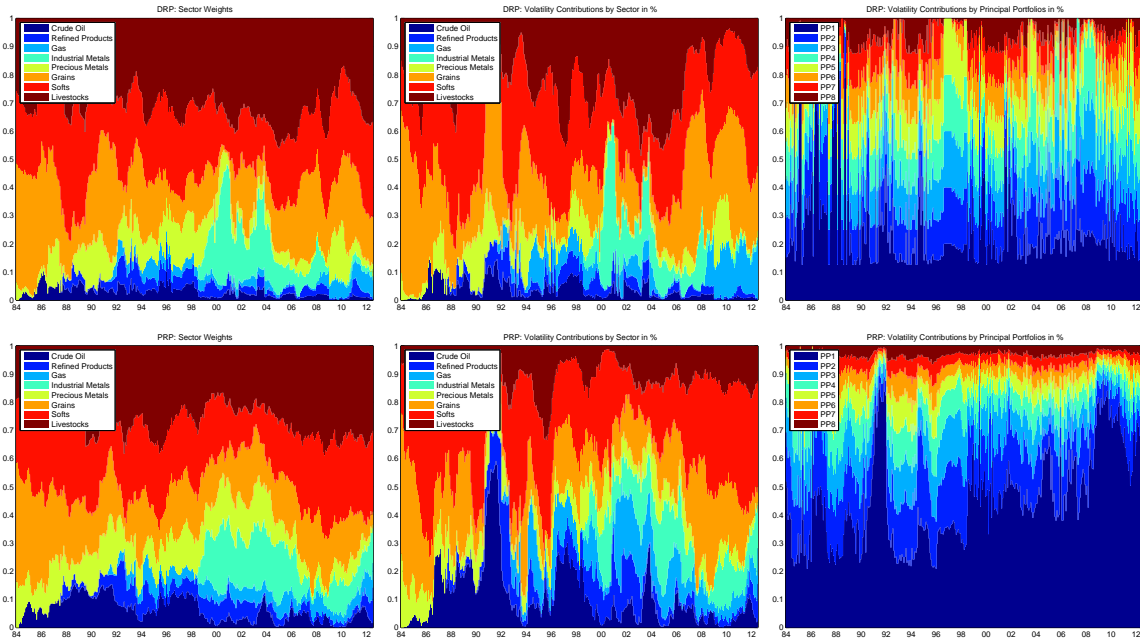 DRP: Sector Weights
1
0.9
0.8
0.7
0.6
0.5
0.4
0.3
0.2
0.1
0
Crude Oil
Refined Products
Gas
Industrial Metals
Precious Metals
Grains
Softs
Livestocks
84 86 88 90 92 94 96 98 00 02 04 06 08 10 12
DRP: Volatility Contributions by Sector in %
1
0.9
0.8
0.7
0.6
0.5
0.4
0.3
0.2
0.1
0
Crude Oil
Refined Products
Gas
Industrial Metals
Precious Metals
Grains
Softs
Livestocks
84 86 88 90 92 94 96 98 00 02 04 06 08 10 12
DRP: Volatility Contributions by Principal Portfolios in %
1
0.9
0.8
0.7
0.6
0.5
0.4
0.3
0.2
0.1
0
PP1
PP2
PP3
PP4
PP5
PP6
PP7
PP8
84 86 88 90 92 94 96 98 00 02 04 06 08 10 12
PRP: Sector Weights
1
0.9
0.8
0.7
0.6
0.5
0.4
0.3
0.2
0.1
0
Crude Oil
Refined Products
Gas
Industrial Metals
Precious Metals
Grains
Softs
Livestocks
84 86 88 90 92 94 96 98 00 02 04 06 08 10 12
PRP: Volatility Contributions by Sector in %
1
0.9
0.8
0.7
0.6
0.5
0.4
0.3
0.2
0.1
0
Crude Oil
Refined Products
Gas
Industrial Metals
Precious Metals
Grains
Softs
Livestocks
84 86 88 90 92 94 96 98 00 02 04 06 08 10 12
PRP: Volatility Contributions by Principal Portfolios in %
1
0.9
0.8
0.7
0.6
0.5
0.4
0.3
0.2
0.1
0
PP1
PP2
PP3
PP4
PP5
PP6
PP7
PP8
84 86 88 90 92 94 96 98 00 02 04 06 08 10 12